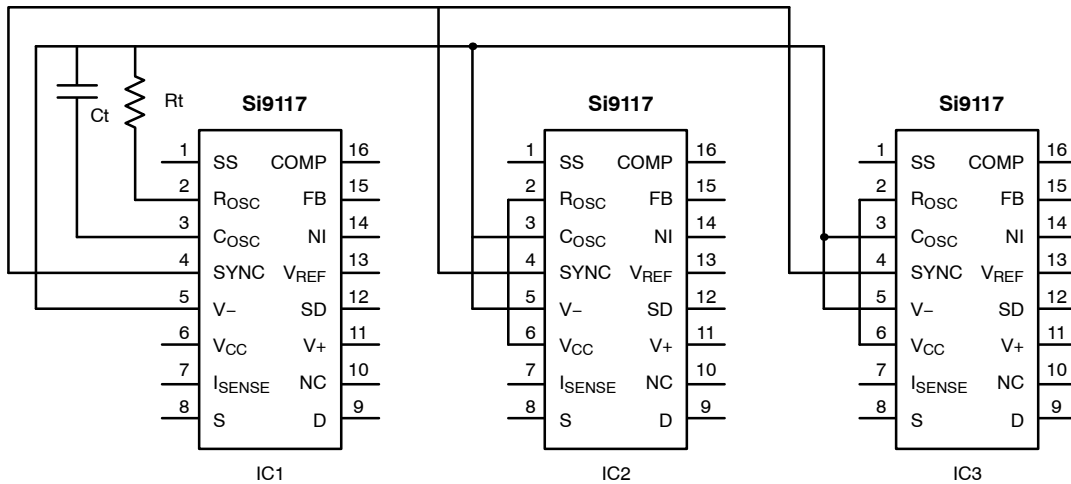 Ct
Rt
Si9117
1 SS COMP 16
2 ROSC FB 15
3 COSC NI 14
4 SYNC VREF 13
5 V− SD 12
6 VCC V+ 11
7 ISENSE NC 10
8 S D 9
IC1
Si9117
1 SS COMP 16
2 ROSC FB 15
3 COSC NI 14
4 SYNC VREF 13
5 V− SD 12
6 VCC V+ 11
7 ISENSE NC 10
8 S D 9
IC2
Si9117
1 SS COMP 16
2 ROSC FB 15
3 COSC NI 14
4 SYNC VREF 13
5 V− SD 12
6 VCC V+ 11
7 ISENSE NC 10
8 S D 9
IC3